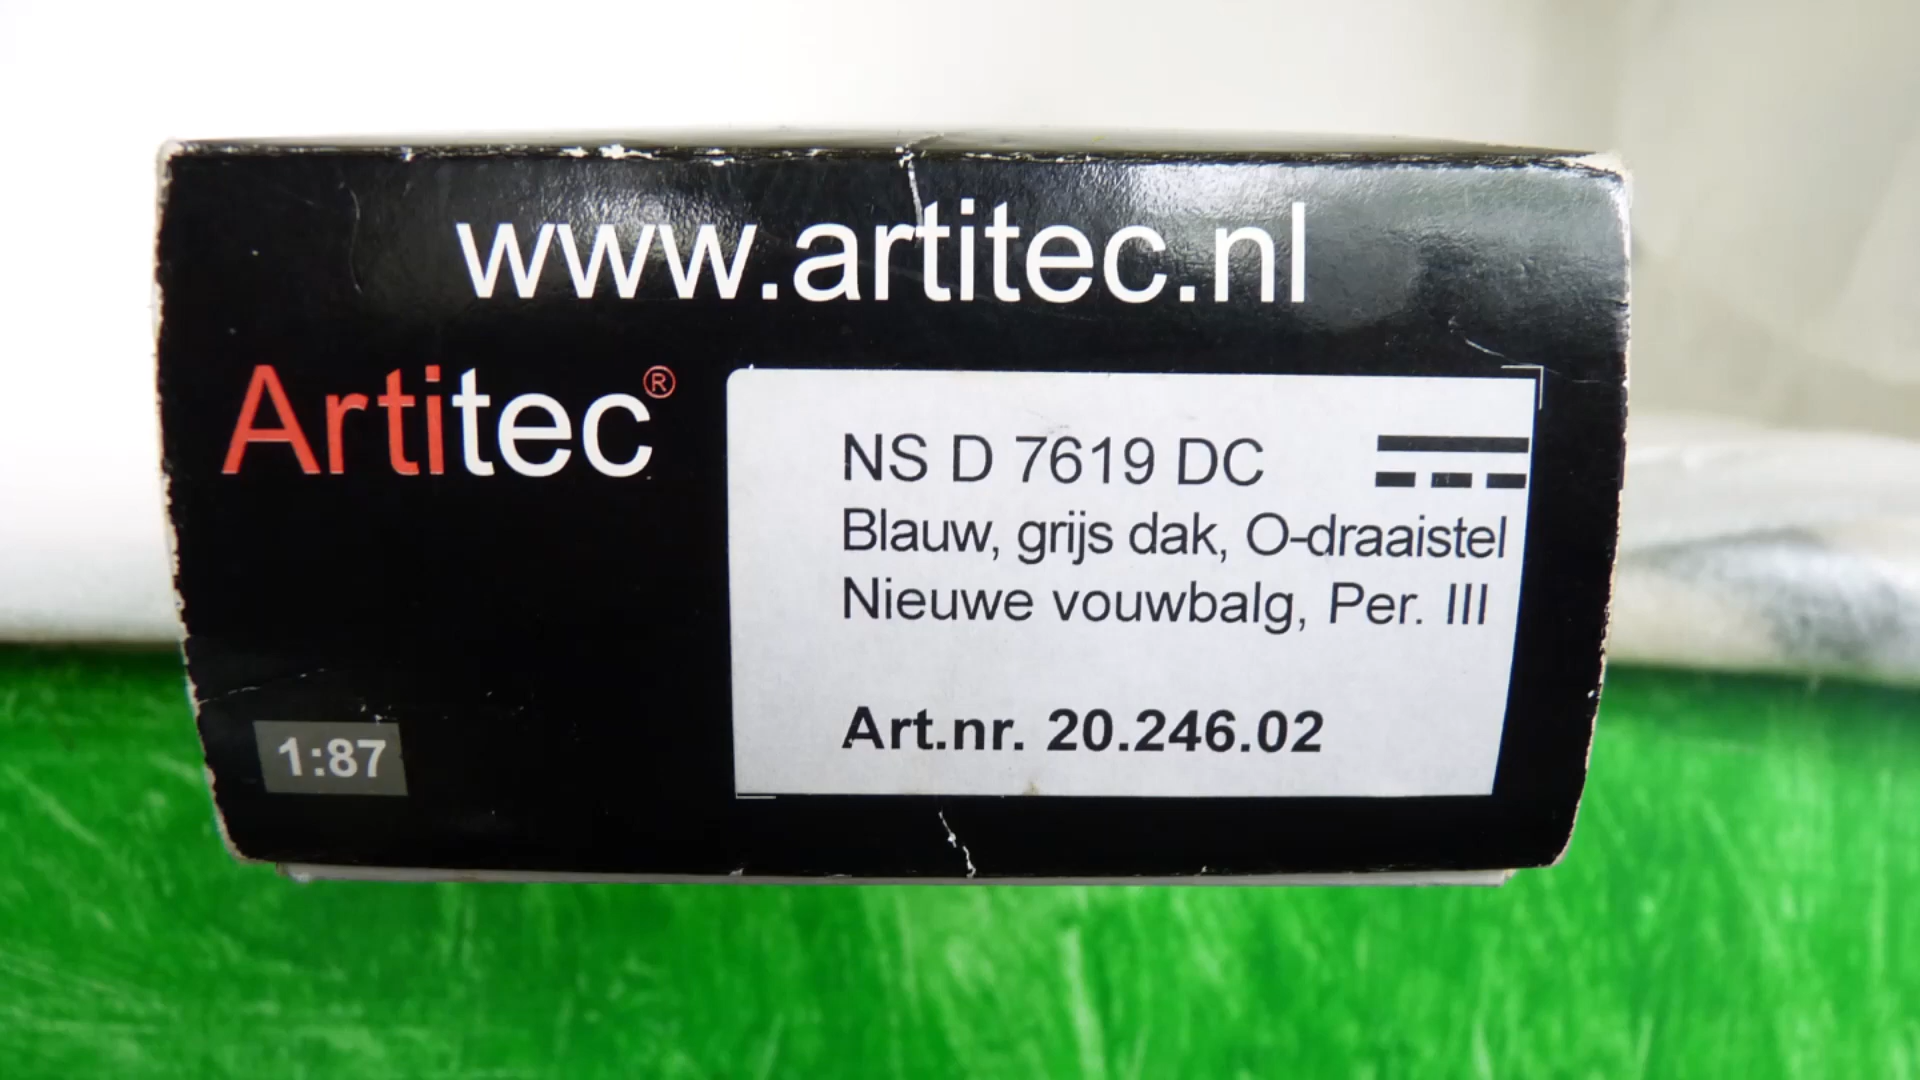 www.artitec.nl
Artitec®
NS D 7619 DC
Blauw, grijs dak, O-draaistel
Nieuwe vouwbalg, Per. III
Art.nr. 20.246.02
1:87